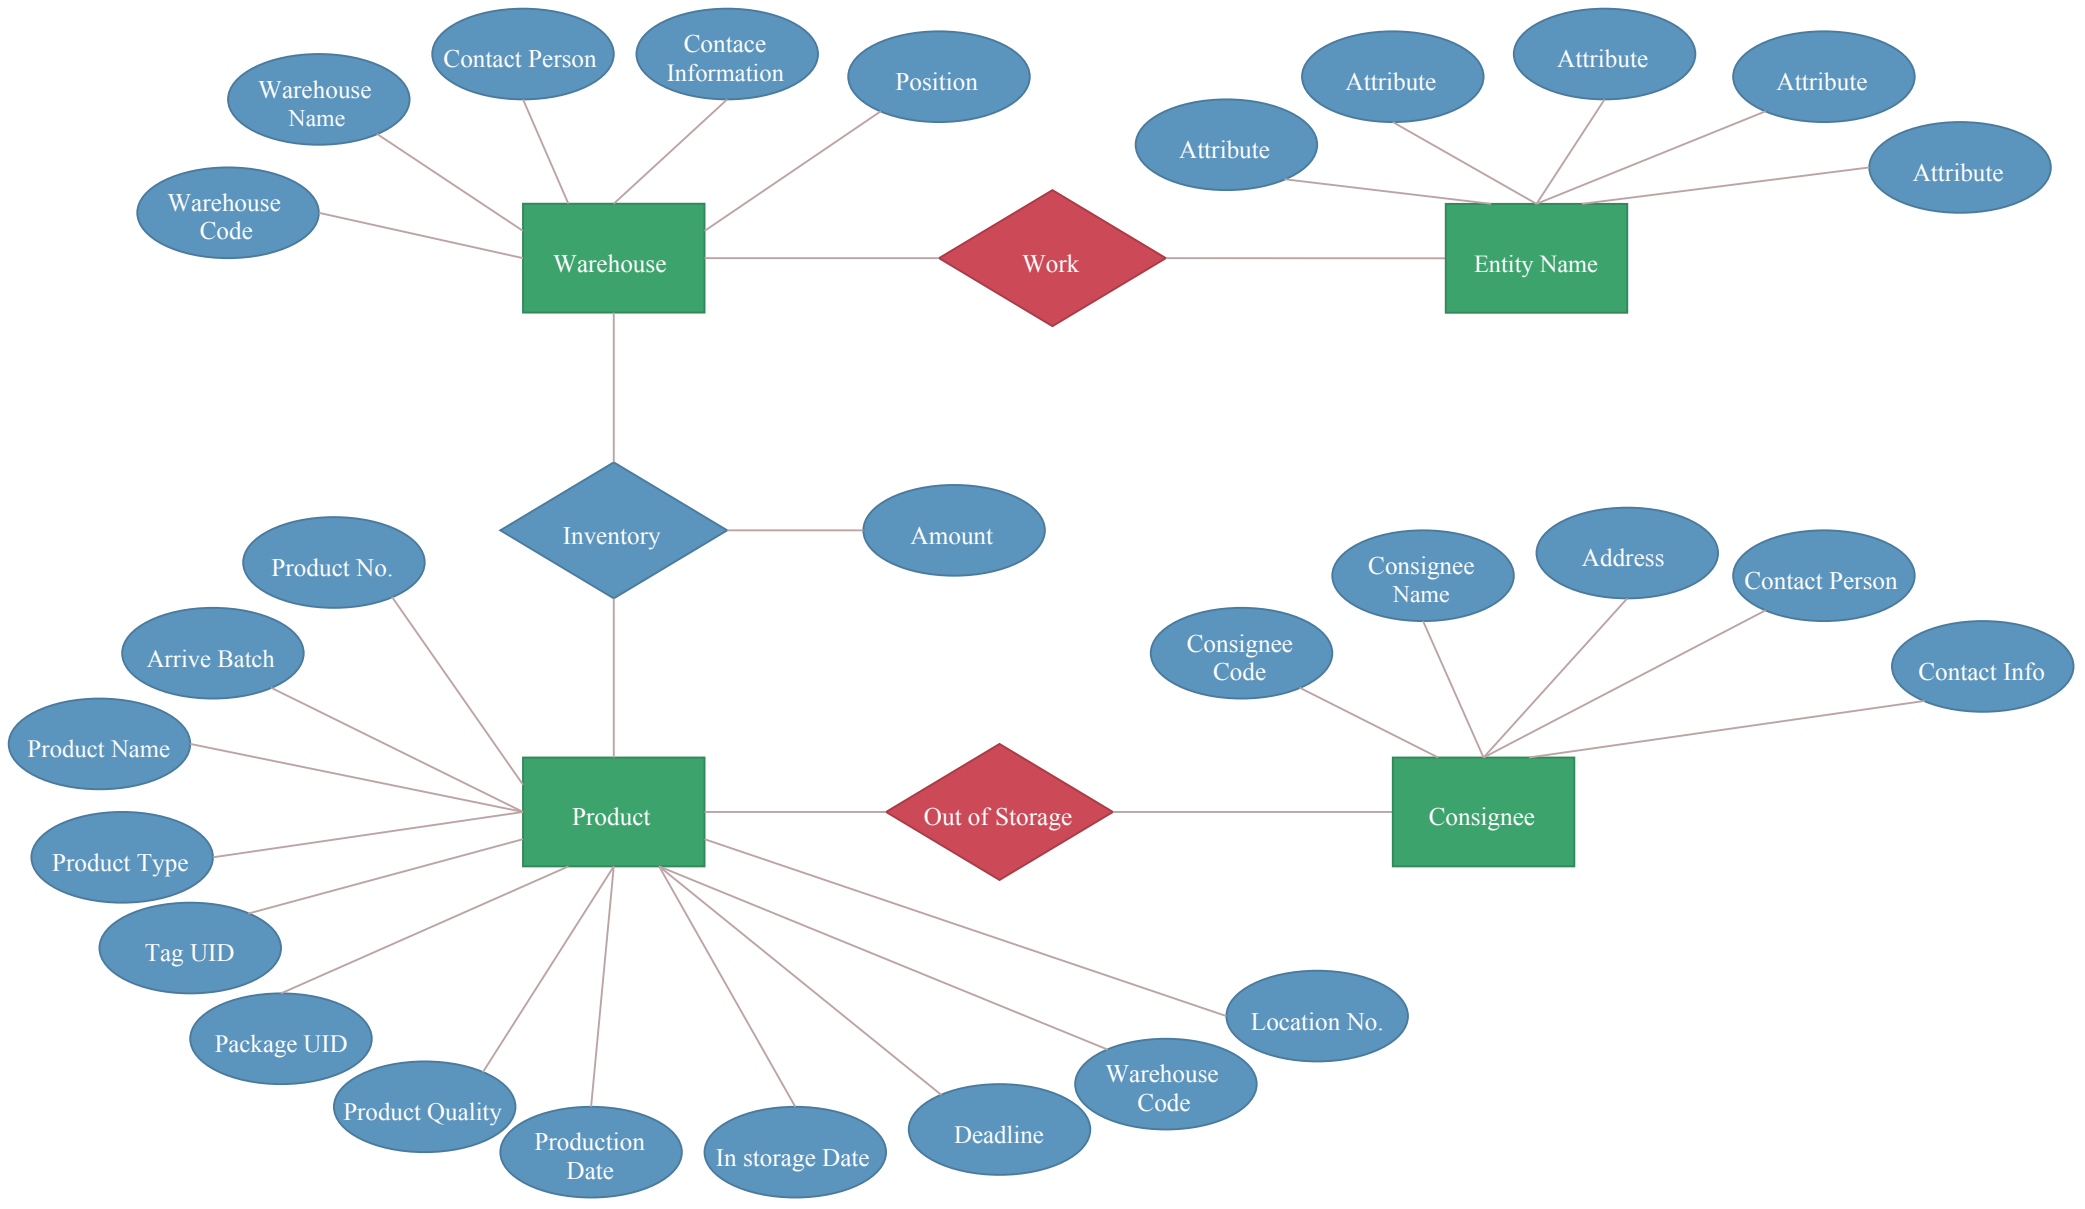 Contact Person
Contace
Information
Position
Warehouse
Name
Warehouse
Code
Attribute
Attribute
Attribute
Attribute
Attribute
Warehouse
Work
Entity Name
Inventory
Amount
Product No.
Arrive Batch
Product Name
Product Type
Tag UID
Package UID
Product Quality
Production
Date
In storage Date
Deadline
Warehouse
Code
Location No.
Product
Out of Storage
Consignee
Consignee
Code
Consignee
Name
Address
Contact Person
Contact Info